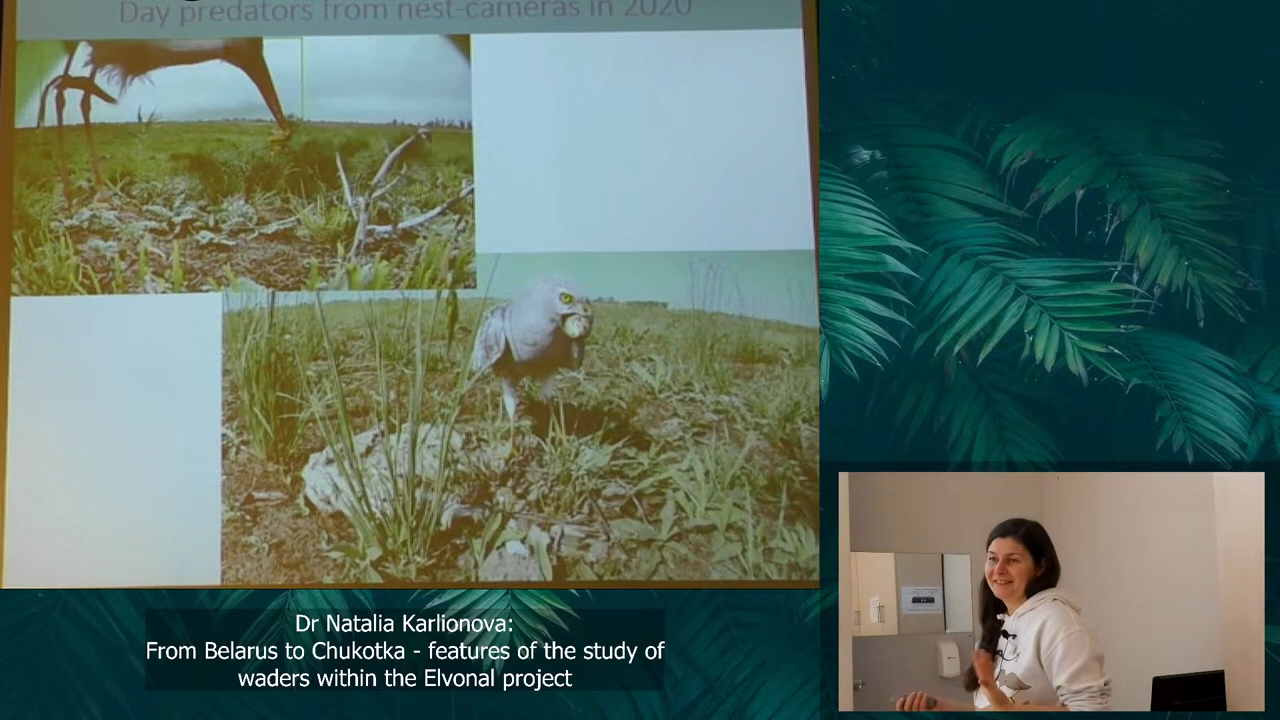 Day predators from nest-cameras in 2020
Dr Natalia Karlionova:
From Belarus to Chukotka - features of the study of
waders within the Elvonal project